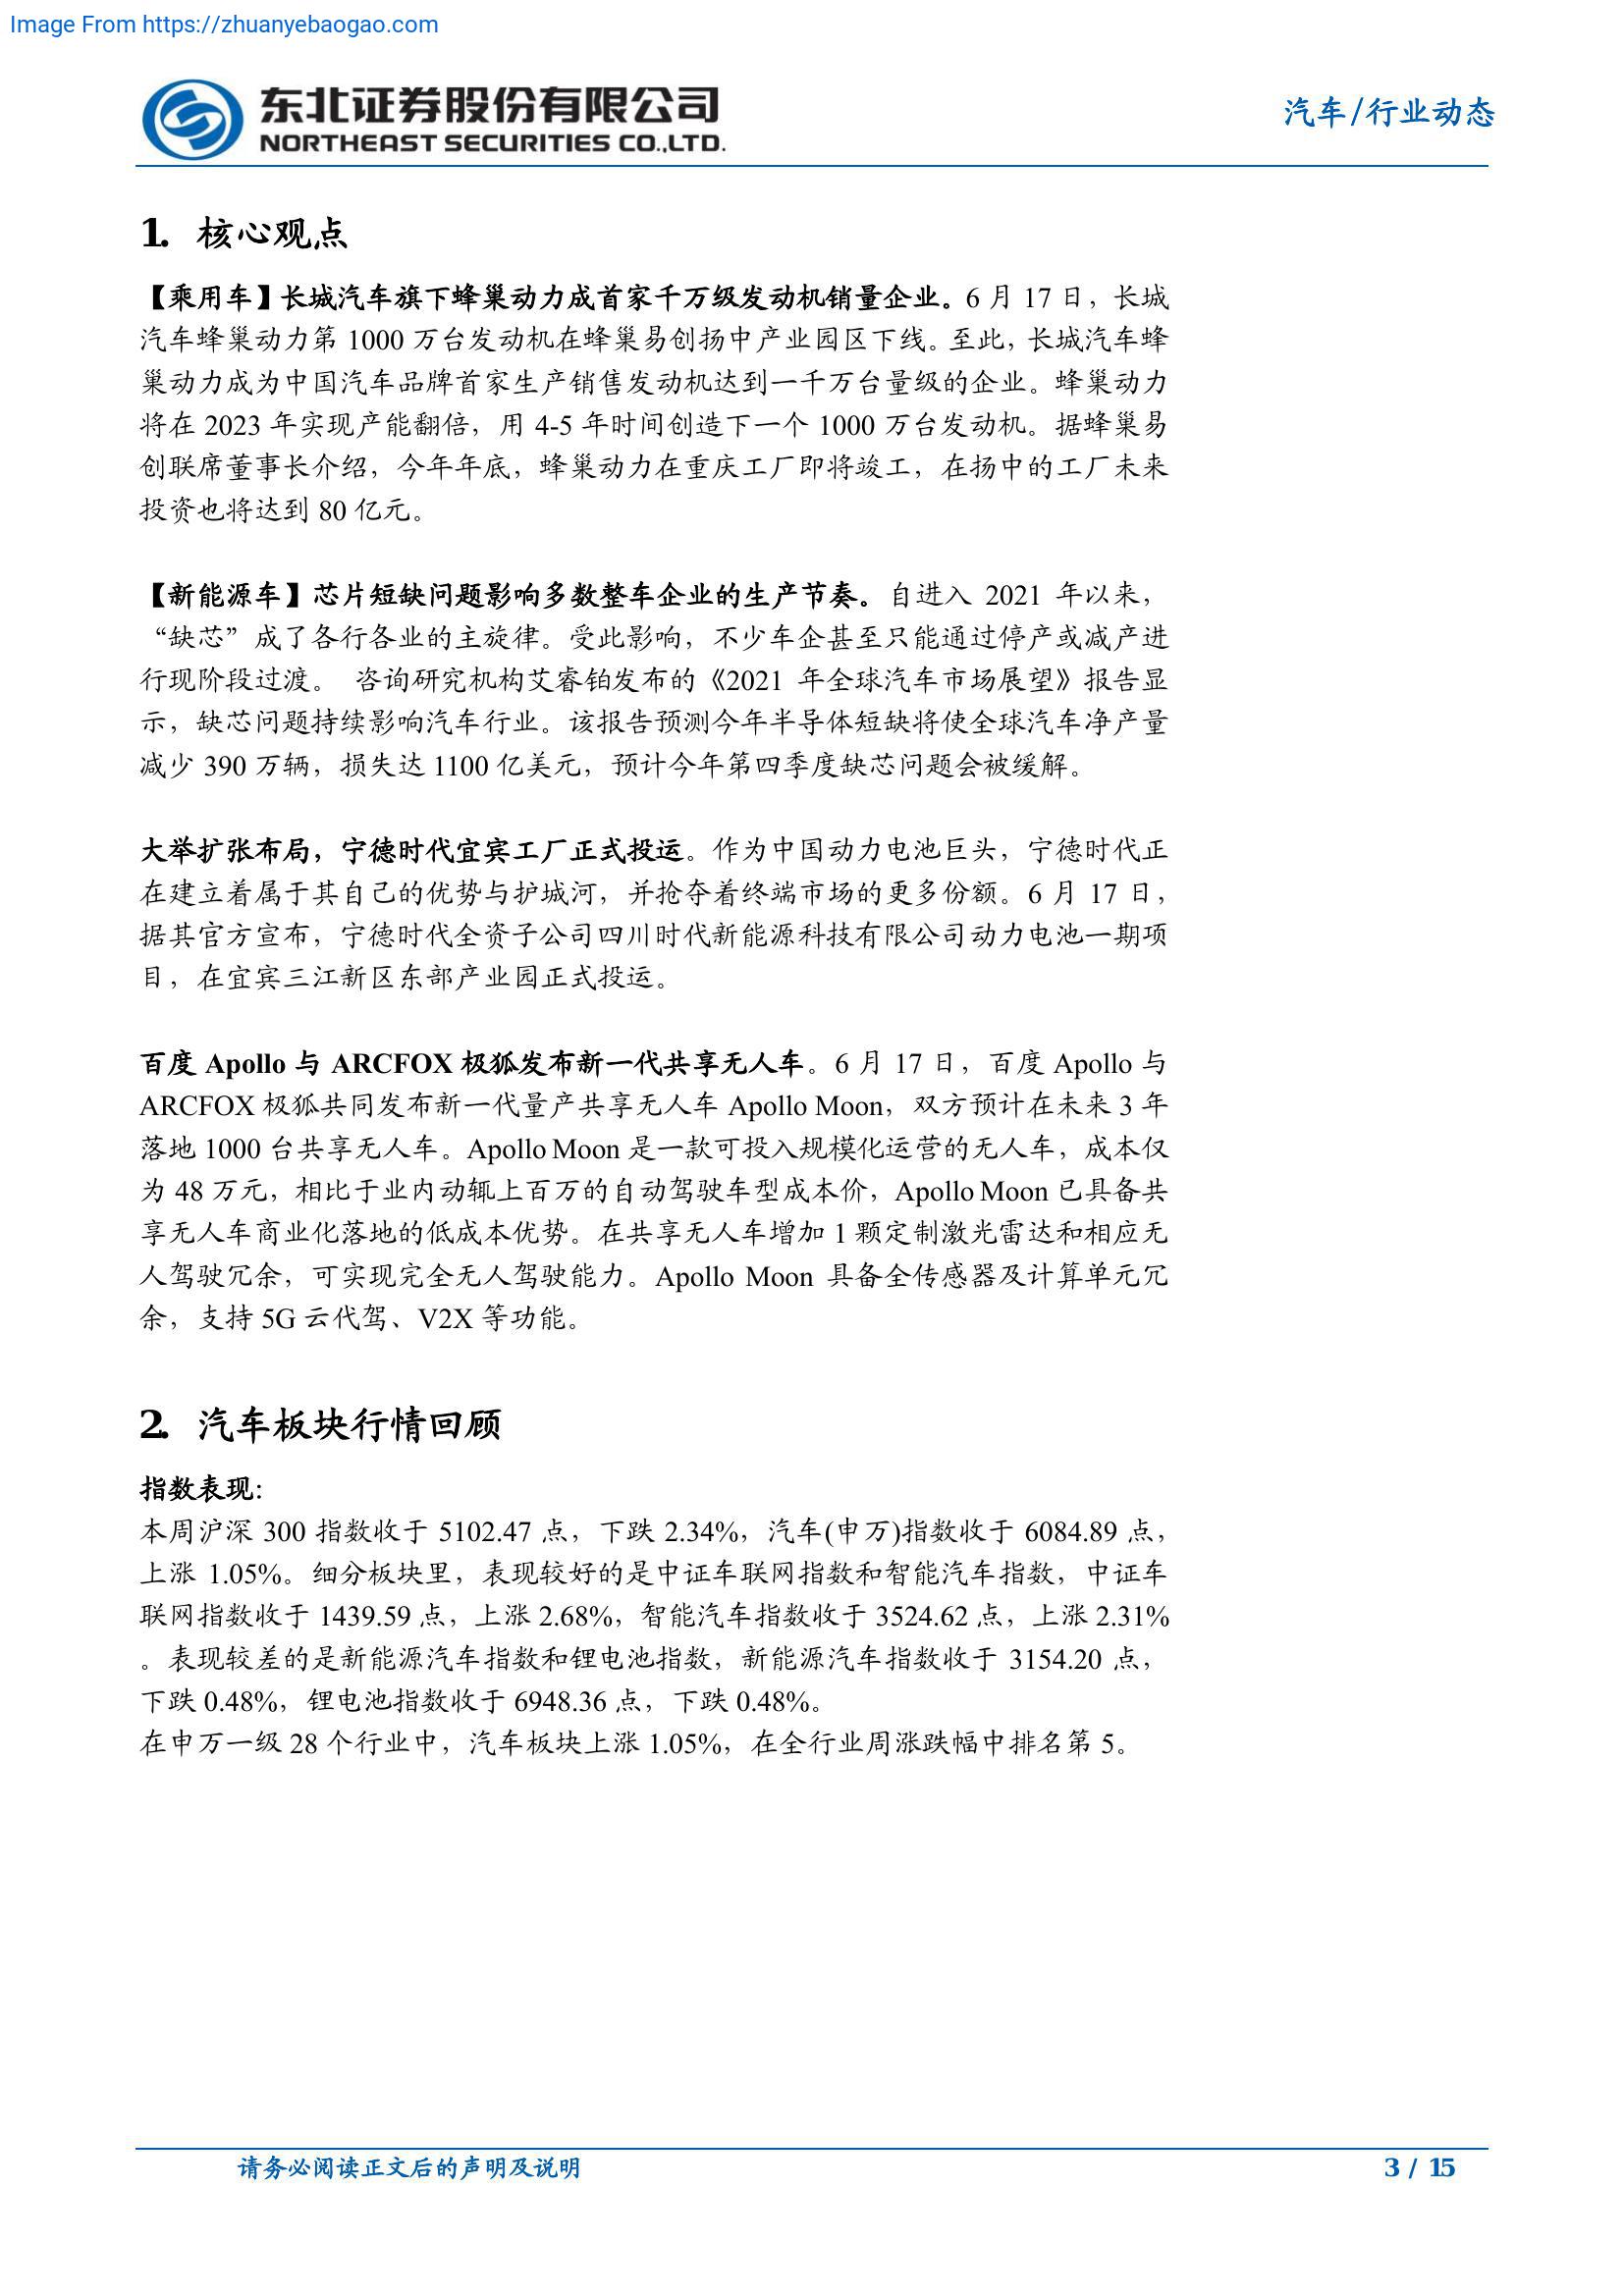 Image From https://zhuanyebaogao.com
东北证券股份有限公司
NORTHEAST SECURITIES CO.,LTD.
汽车/行业动态
1. 核心观点
【乘用车】长城汽车旗下蜂巢动力成首家千万级发动机销量企业。6 月 17 日，长城
汽车蜂巢动力第 1000 万台发动机在蜂巢易创扬中产业园区下线。至此，长城汽车蜂
巢动力成为中国汽车品牌首家生产销售发动机达到一千万台量级的企业。蜂巢动力
将在 2023 年实现产能翻倍，用 4-5 年时间创造下一个 1000 万台发动机。据蜂巢易
创联席董事长介绍，今年年底，蜂巢动力在重庆工厂即将竣工，在扬中的工厂未来
投资也将达到 80 亿元。
【新能源车】芯片短缺问题影响多数整车企业的生产节奏。自进入 2021 年以来，
“缺芯”成了各行各业的主旋律。受此影响，不少车企甚至只能通过停产或减产进
行现阶段过渡。 咨询研究机构艾睿铂发布的《2021 年全球汽车市场展望》报告显
示，缺芯问题持续影响汽车行业。该报告预测今年半导体短缺将使全球汽车净产量
减少 390 万辆，损失达 1100 亿美元，预计今年第四季度缺芯问题会被缓解。
大举扩张布局，宁德时代宜宾工厂正式投运。作为中国动力电池巨头，宁德时代正
在建立着属于其自己的优势与护城河，并抢夺着终端市场的更多份额。6 月 17 日，
据其官方宣布，宁德时代全资子公司四川时代新能源科技有限公司动力电池一期项
目，在宜宾三江新区东部产业园正式投运。
百度 Apollo 与 ARCFOX 极狐发布新一代共享无人车。6 月 17 日，百度 Apollo 与
ARCFOX 极狐共同发布新一代量产共享无人车 Apollo Moon，双方预计在未来 3 年
落地 1000 台共享无人车。Apollo Moon 是一款可投入规模化运营的无人车，成本仅
为 48 万元，相比于业内动辄上百万的自动驾驶车型成本价，Apollo Moon 已具备共
享无人车商业化落地的低成本优势。在共享无人车增加 1 颗定制激光雷达和相应无
人驾驶冗余，可实现完全无人驾驶能力。Apollo Moon 具备全传感器及计算单元冗
余，支持 5G 云代驾、V2X 等功能。
2. 汽车板块行情回顾
指数表现：
本周沪深 300 指数收于 5102.47 点，下跌 2.34%，汽车(申万)指数收于 6084.89 点，
上涨 1.05%。细分板块里，表现较好的是中证车联网指数和智能汽车指数，中证车
联网指数收于 1439.59 点，上涨 2.68%，智能汽车指数收于 3524.62 点，上涨 2.31%
。表现较差的是新能源汽车指数和锂电池指数，新能源汽车指数收于 3154.20 点，
下跌 0.48%，锂电池指数收于 6948.36 点，下跌 0.48%。
在申万一级 28 个行业中，汽车板块上涨 1.05%，在全行业周涨跌幅中排名第 5。
请务必阅读正文后的声明及说明
3 / 15